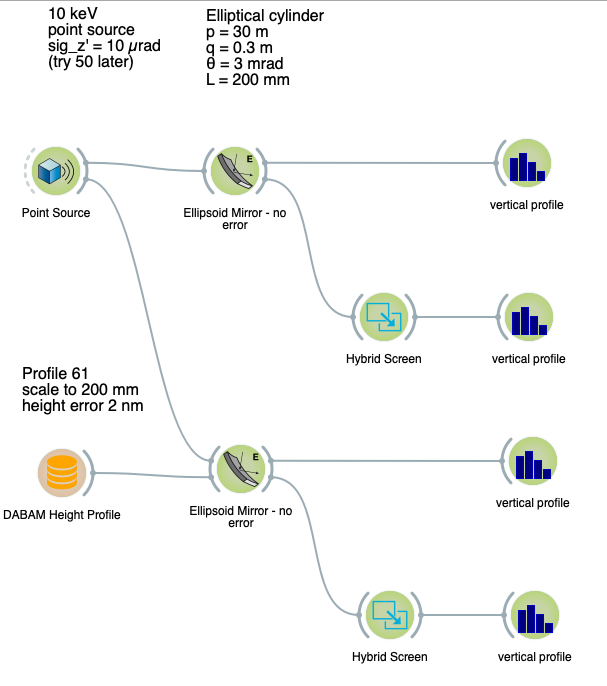 10 keV
point source
sig_z' = 10 µrad
(try 50 later)
Elliptical cylinder
p = 30 m
q = 0.3 m
θ = 3 mrad
L = 200 mm
E
Point Source
Ellipsoid Mirror - no
error
vertical profile
Hybrid Screen
vertical profile
Profile 61
scale to 200 mm
height error 2 nm
E
DABAM Height Profile
Ellipsoid Mirror - no
error
vertical profile
Hybrid Screen
vertical profile